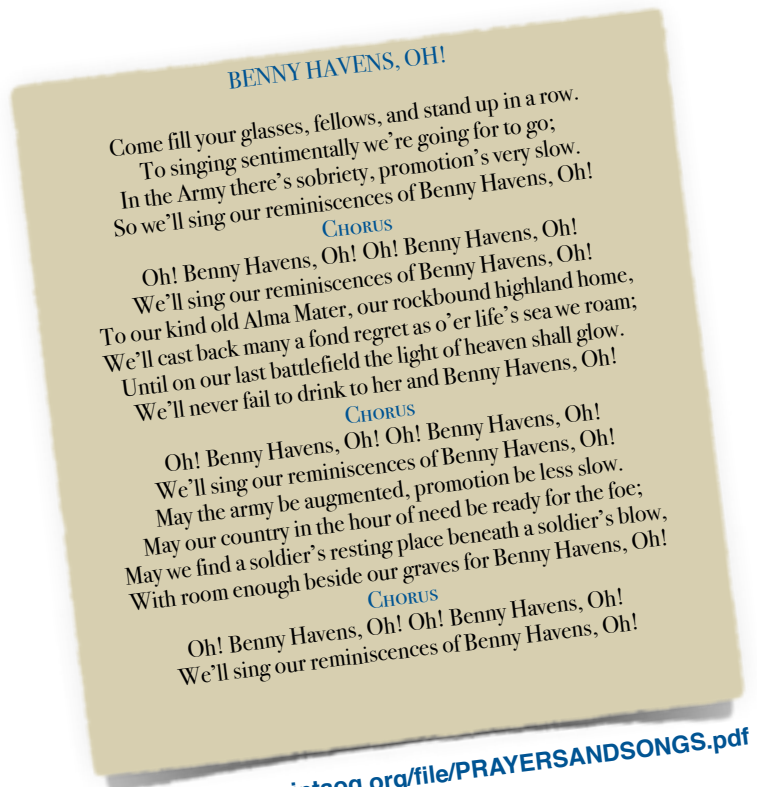 BENNY HAVENS, OH!
Come fill your glasses, fellows, and stand up in a row.
To singing sentimentally we're going for to go;
In the Army there's sobriety, promotion's very slow.
So we'll sing our reminiscences of Benny Havens, Oh!
Chorus
Oh! Benny Havens, Oh! Oh! Benny Havens, Oh!
We'll sing our reminiscences of Benny Havens, Oh!
To our kind old Alma Mater, our rockbound highland home,
We'll cast back many a fond regret as o'er life's sea we roam;
Until on our last battlefield the light of heaven shall glow.
We'll never fail to drink to her and Benny Havens, Oh!
Chorus
Oh! Benny Havens, Oh! Oh! Benny Havens, Oh!
We'll sing our reminiscences of Benny Havens, Oh!
May the army be augmented, promotion be less slow.
May our country in the hour of need be ready for the foe;
May we find a soldier's resting place beneath a soldier's blow,
With room enough beside our graves for Benny Havens, Oh!
Chorus
Oh! Benny Havens, Oh! Oh! Benny Havens, Oh!
We'll sing our reminiscences of Benny Havens, Oh!
org/file/PRAYERSANDSONGS.pdf